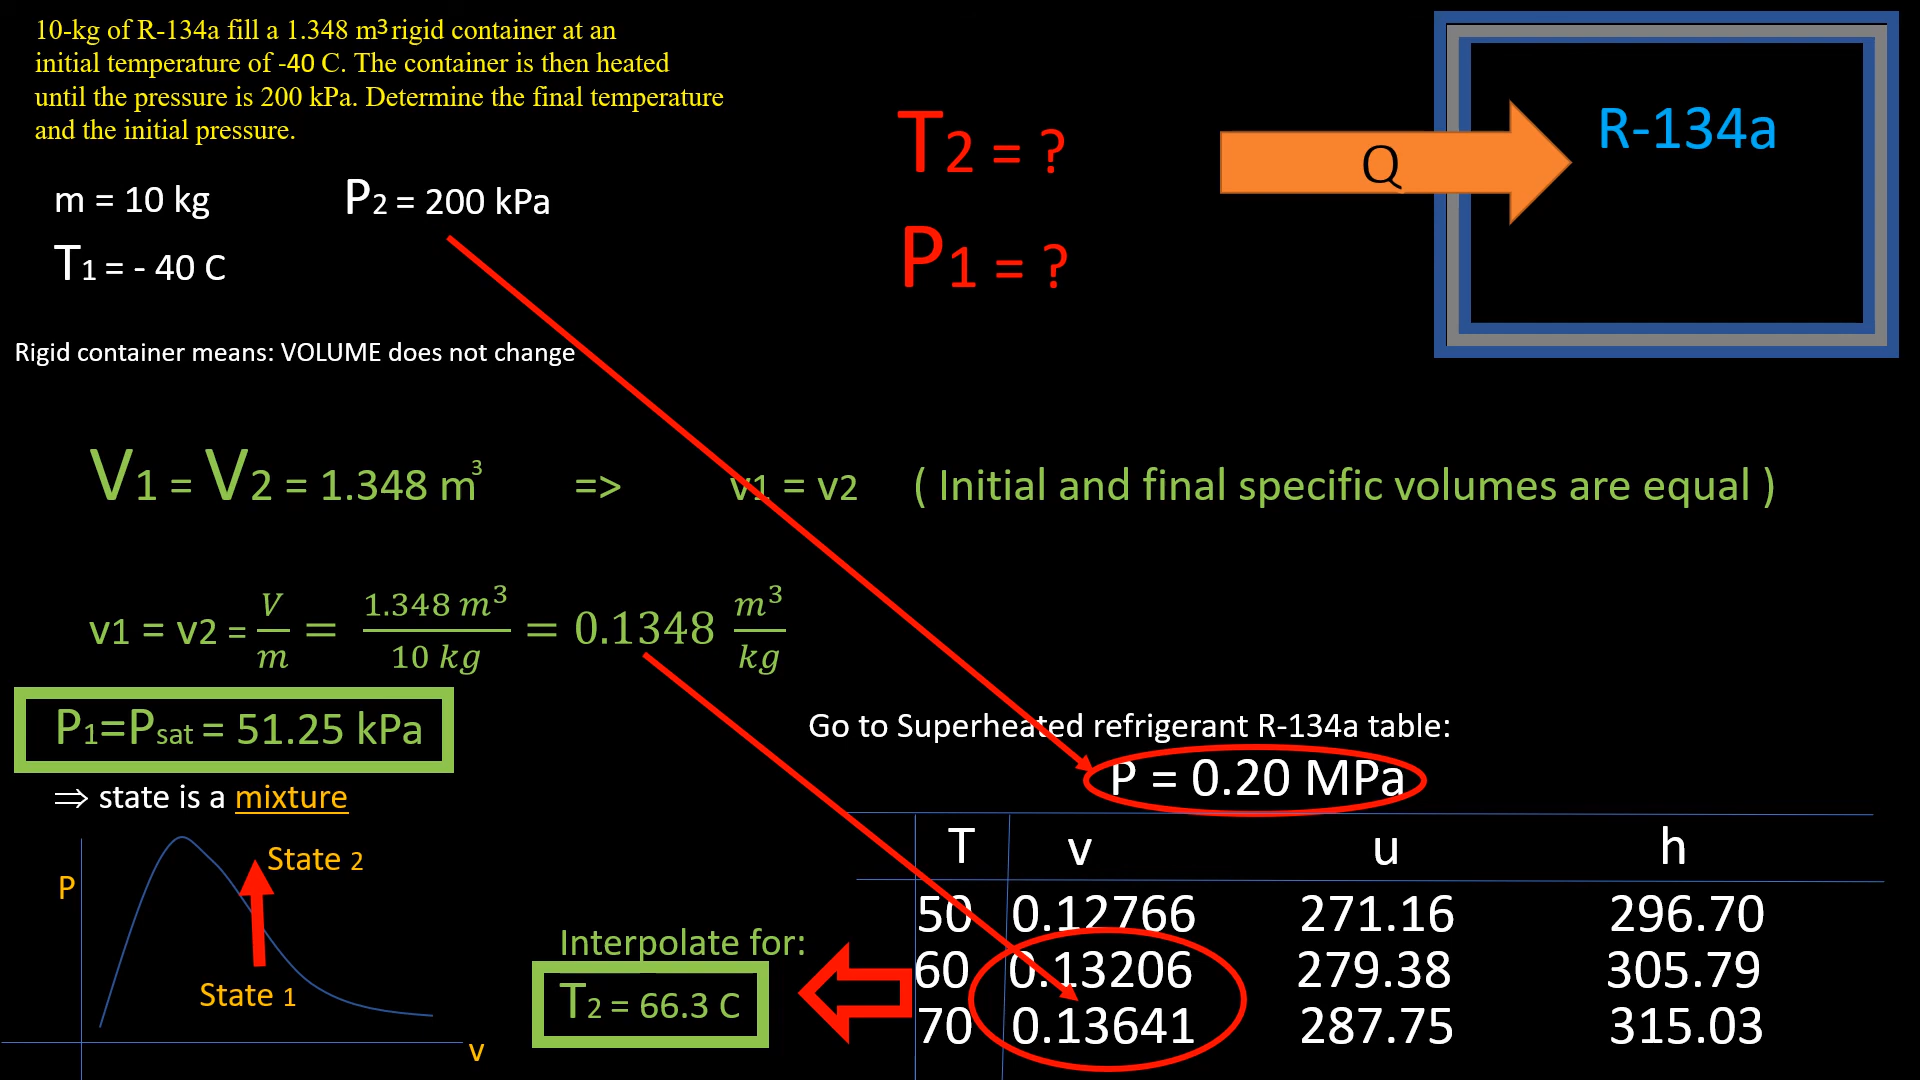 10-kg of R-134a fill a 1.348 m³ rigid container at an
initial temperature of -40 C. The container is then heated
until the pressure is 200 kPa. Determine the final temperature
and the initial pressure.
m = 10 kg
P2 = 200 kPa
T1 = - 40 C
T2 = ?
P1 = ?
Q
R-134a
Rigid container means: VOLUME does not change
V1 = V2 = 1.348 m³ => v1 = v2 ( Initial and final specific volumes are equal )
v1 = v2 = V/m = 1.348 m³/10 kg = 0.1348 m³/kg
P1=Psat = 51.25 kPa
⇒ state is a mixture
P
State 2
State 1
v
Go to Superheated refrigerant R-134a table:
P = 0.20 MPa
T v u h
50 0.12766 271.16 296.70
60 0.13206 279.38 305.79
70 0.13641 287.75 315.03
Interpolate for:
T2 = 66.3 C